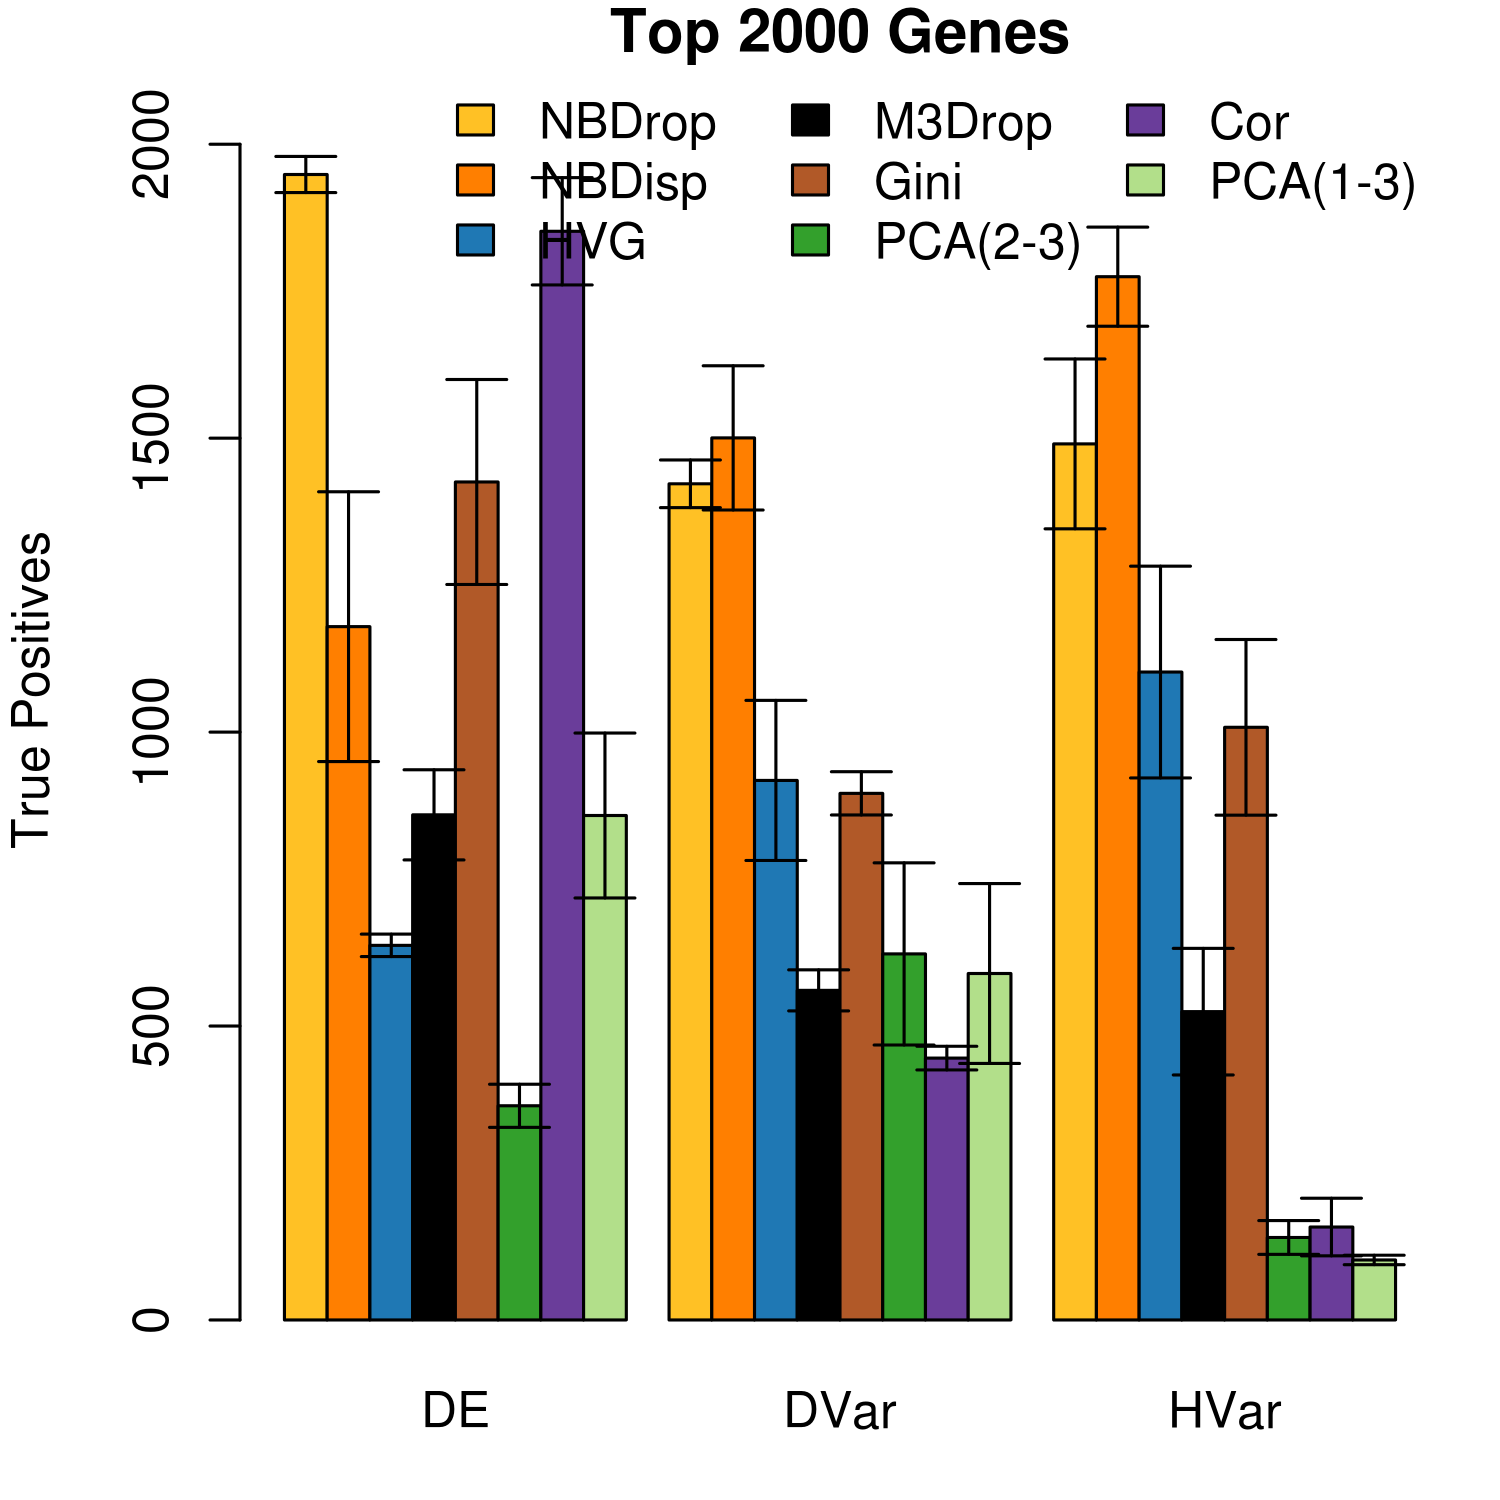 Top 2000 Genes
NBDrop M3Drop Cor
NBDisp Gini PCA(1-3)
HVG PCA(2-3)
True Positives
2000
1500
1000
500
0
DE DVar HVar